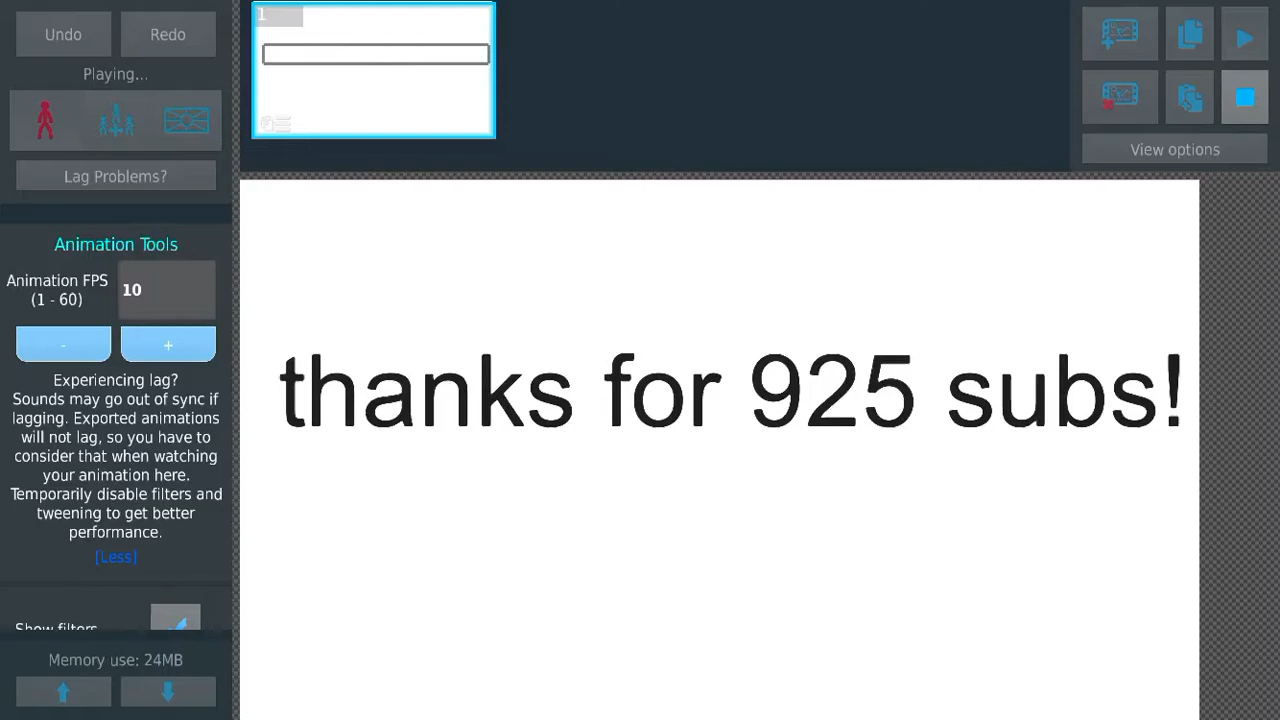 Undo
Redo
Playing...
Lag Problems?
Animation Tools
Animation FPS
(1 - 60)
10
-
+
Experiencing lag?
Sounds may go out of sync if
lagging. Exported animations
will not lag, so you have to
consider that when watching
your animation here.
Temporarily disable filters and
tweening to get better
performance.
[Less]
Show filters
Memory use: 24MB
1
View options
thanks for 925 subs!